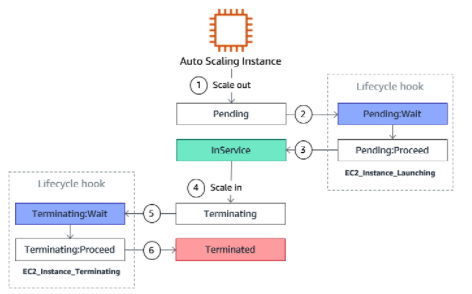 Auto Scaling Instance
1 Scale out
Lifecycle hook
Pending 2 Pending:Wait
InService 3 Pending:Proceed
EC2_Instance_Launching
4 Scale in
Lifecycle hook
Terminating:Wait 5 Terminating
Terminating:Proceed 6 Terminated
EC2_Instance_Terminating